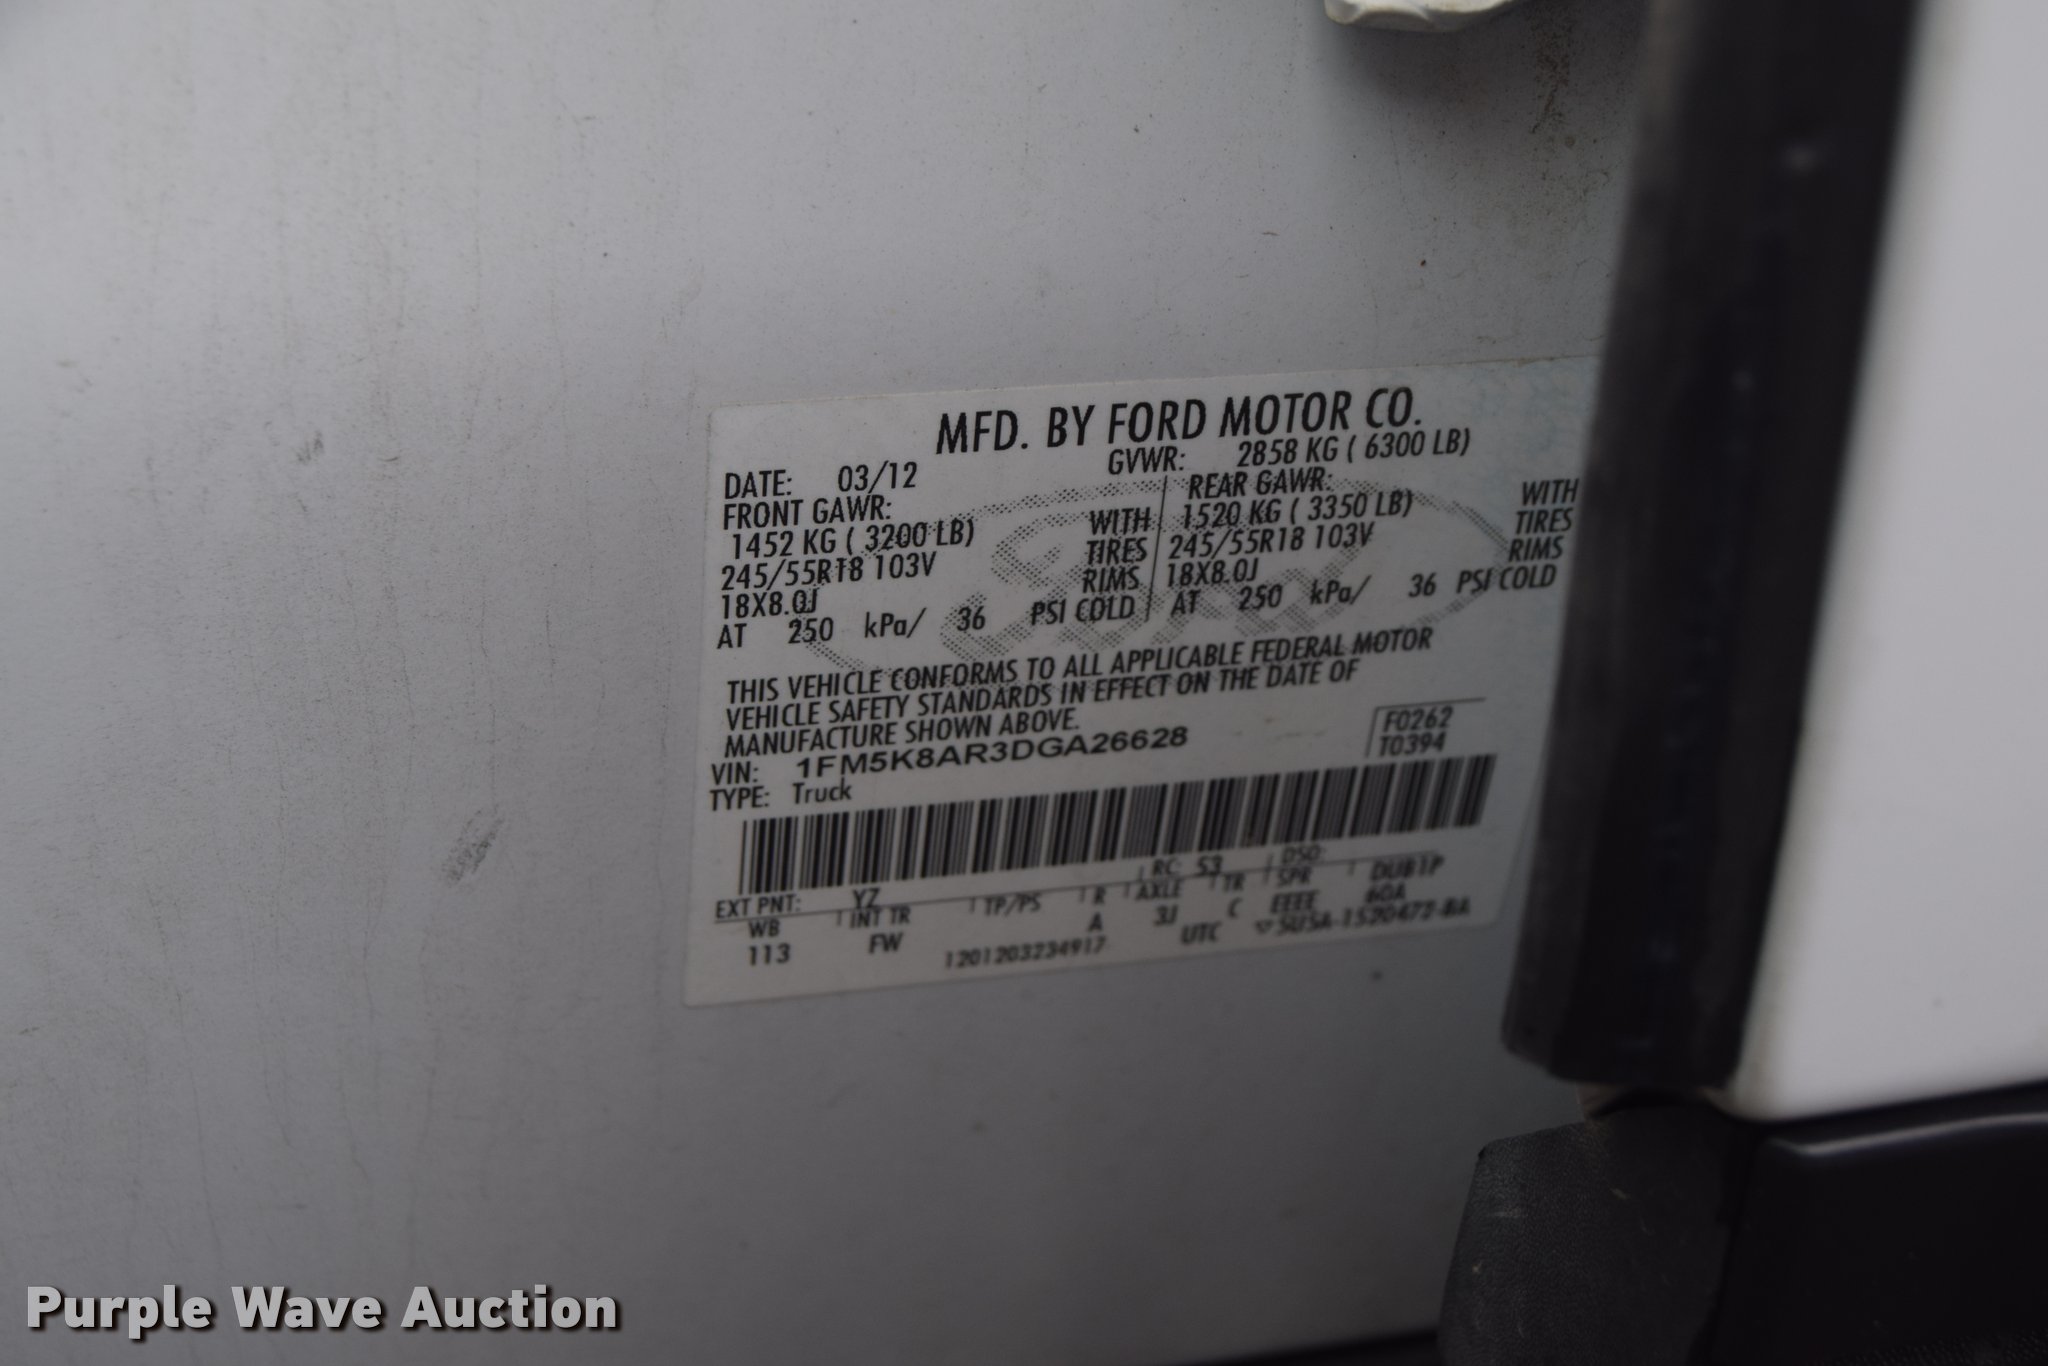 MFD. BY FORD MOTOR CO.
DATE: 03/12 GVWR: 2858 KG ( 6300 LB)
FRONT GAWR: REAR GAWR:
1452 KG ( 3200 LB) WITH 1520 KG ( 3350 LB) WITH
245/55R18 103V TIRES 245/55R18 103V TIRES
18X8.0J RIMS 18X8.0J RIMS
AT 250 kPa/ 36 PSI COLD AT 250 kPa/ 36 PSI COLD
Ford
THIS VEHICLE CONFORMS TO ALL APPLICABLE FEDERAL MOTOR
VEHICLE SAFETY STANDARDS IN EFFECT ON THE DATE OF
MANUFACTURE SHOWN ABOVE.
F0262
VIN: 1FM5K8AR3DGA26628 T0394
TYPE: Truck
EXT PNT: YZ RC: 53 DSO:
WB INT TR TP/PS R AXLE TR SPR DUB1P
113 FW A 3J C EEEE 60A
1201203234917 UTC 5U5A-1520472-BA
Purple Wave Auction